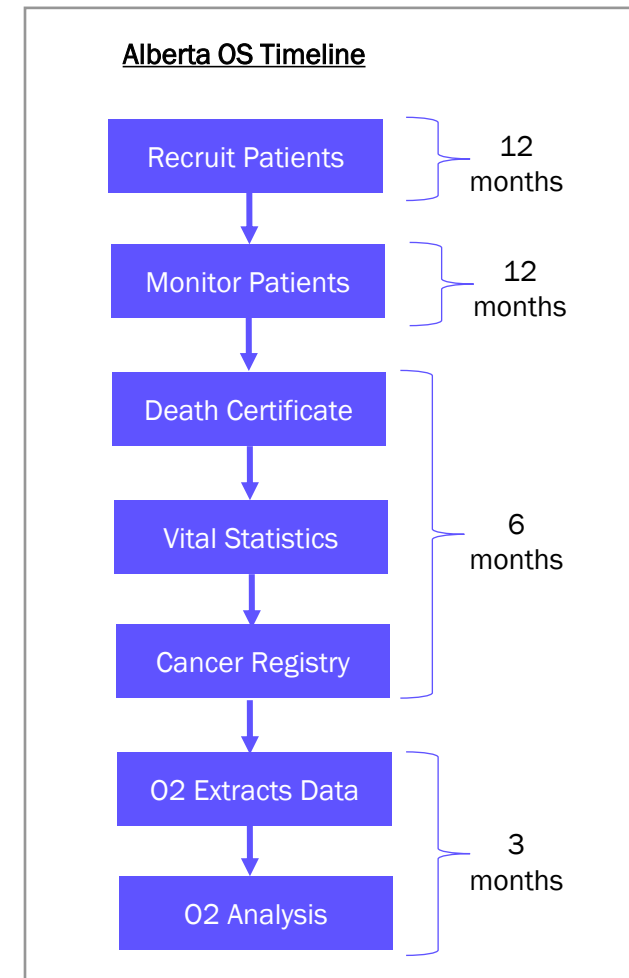 Alberta OS Timeline
Recruit Patients
12
months
Monitor Patients
12
months
Death Certificate
Vital Statistics
6
months
Cancer Registry
O2 Extracts Data
3
months
O2 Analysis